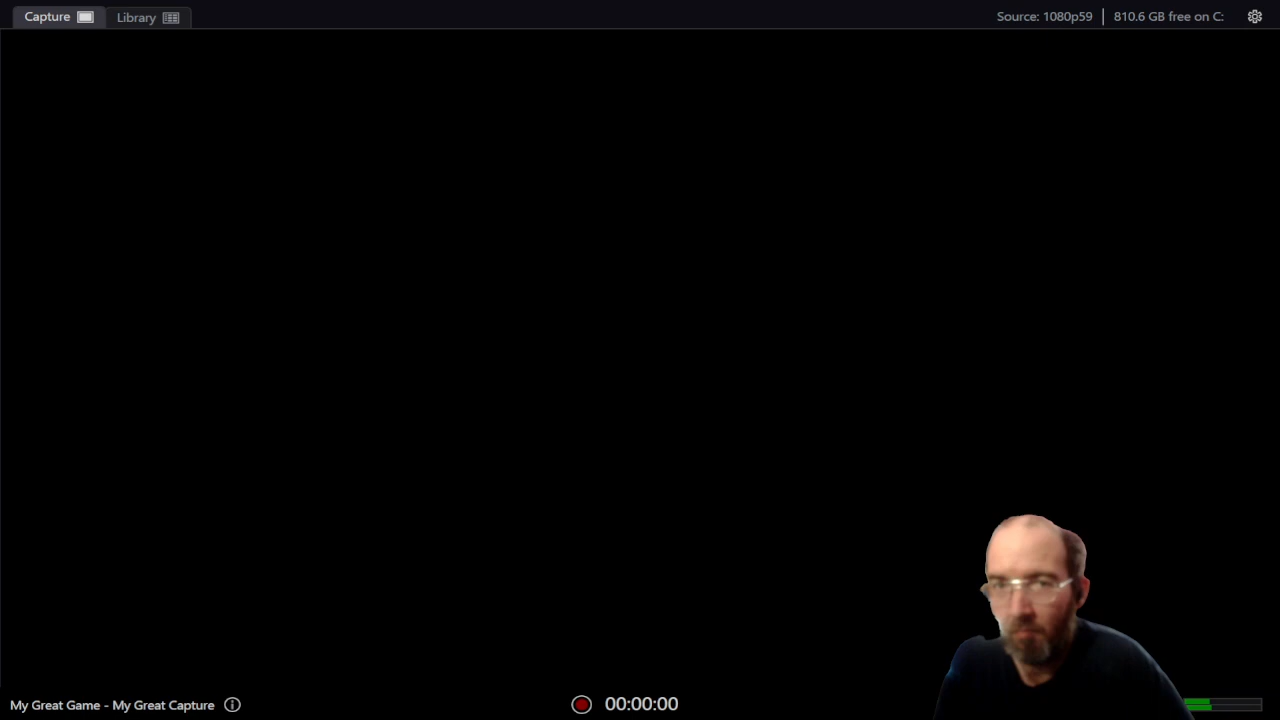 Capture
Library
Source: 1080p59
810.6 GB free on C:
My Great Game - My Great Capture
00:00:00